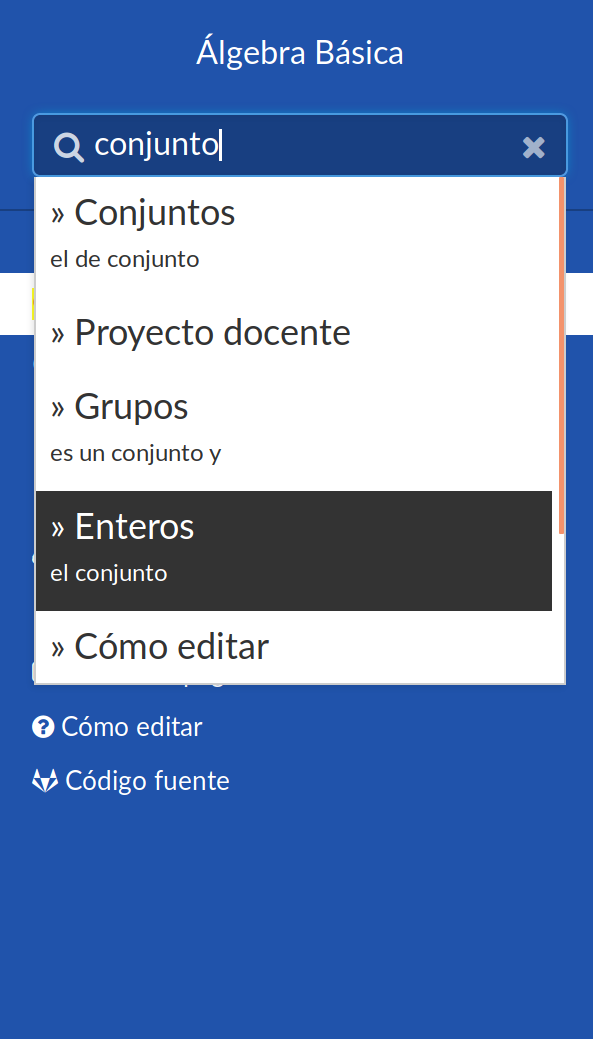 Álgebra Básica
conjunto
» Conjuntos
el de conjunto
» Proyecto docente
» Grupos
es un conjunto y
» Enteros
el conjunto
» Cómo editar
Cómo editar
Código fuente